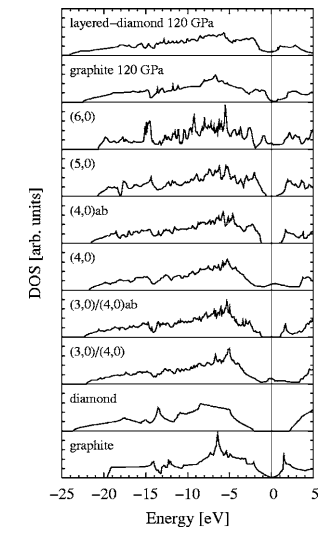 layered−diamond 120 GPa
graphite 120 GPa
(6,0)
(5,0)
(4,0)ab
(4,0)
(3,0)/(4,0)ab
(3,0)/(4,0)
diamond
graphite
DOS [arb. units]
−25 −20 −15 −10 −5 0 5
Energy [eV]